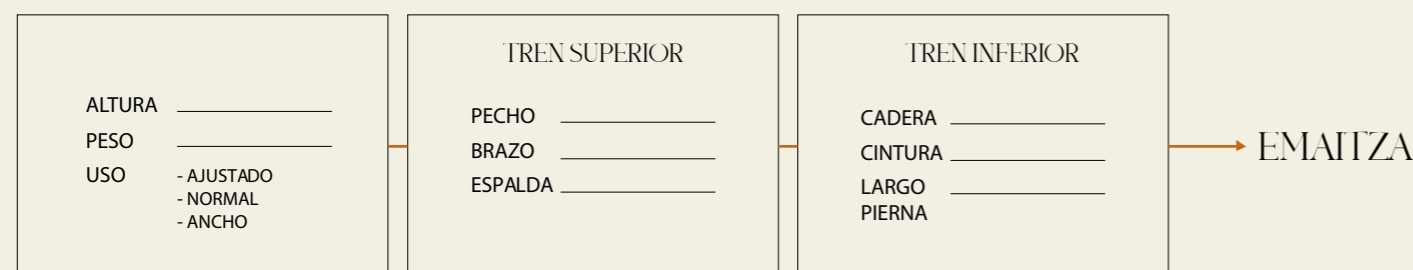 ALTURA
PESO
USO
- AJUSTADO
- NORMAL
- ANCHO
TREN SUPERIOR
PECHO
BRAZO
ESPALDA
TREN INFERIOR
CADERA
CINTURA
LARGO
PIERNA
EMAITZA